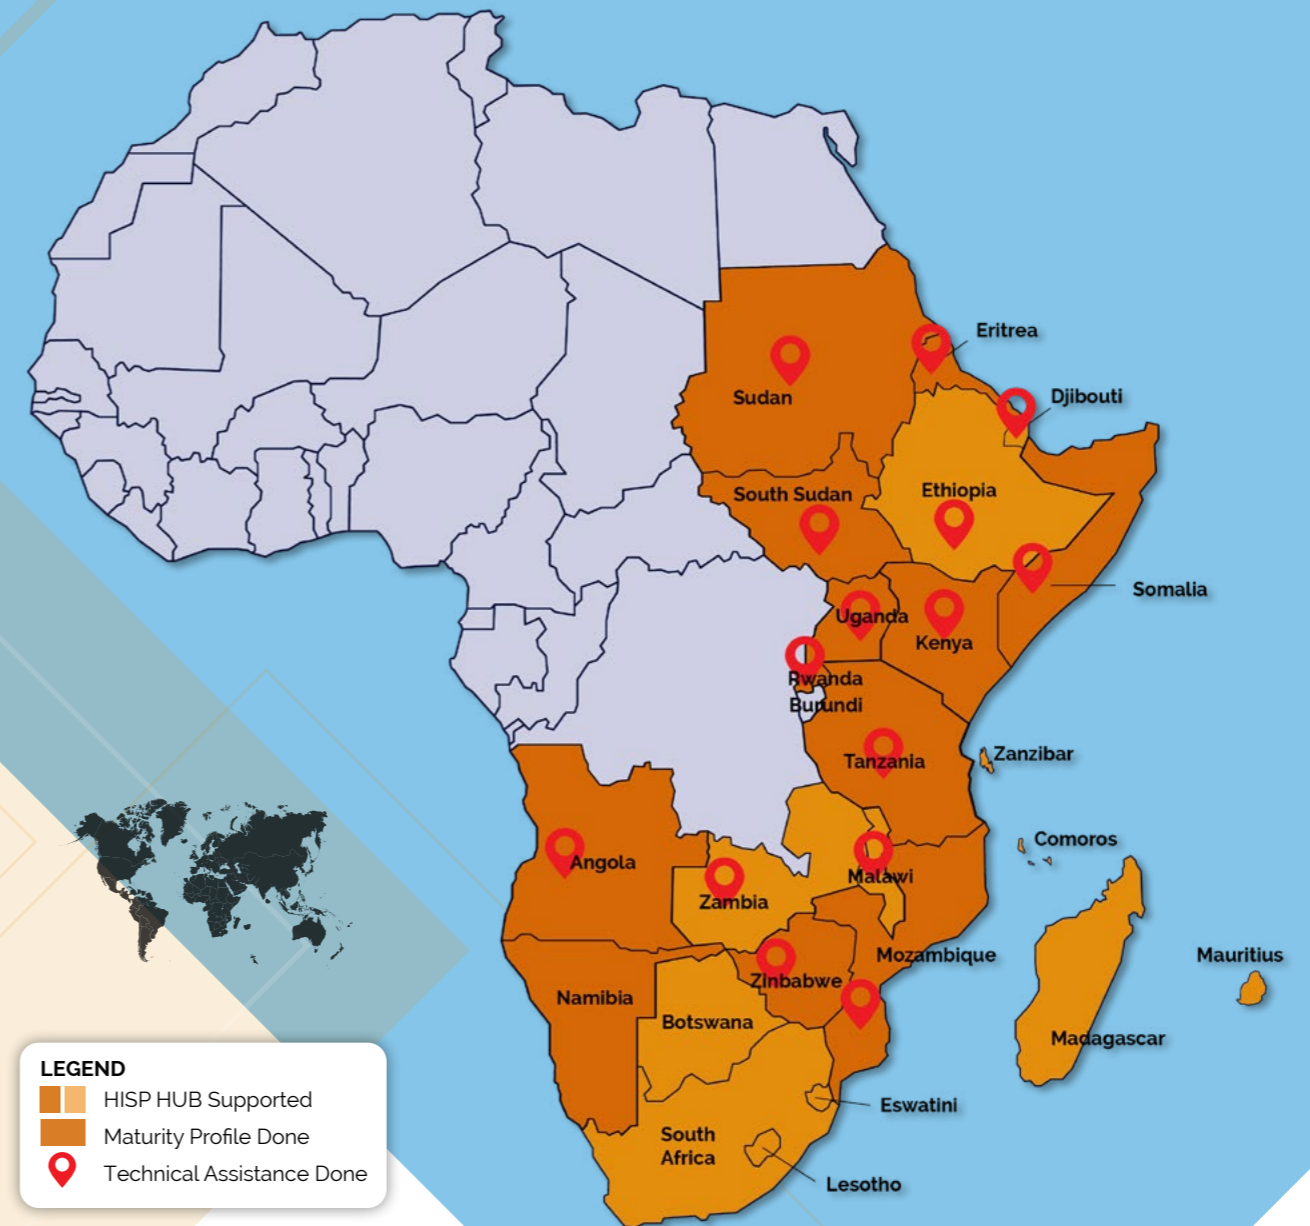 Eritrea
Djibouti
Sudan
South Sudan
Ethiopia
Somalia
Uganda
Kenya
Rwanda
Burundi
Tanzania
Zanzibar
Comoros
Angola
Malawi
Zambia
Mozambique
Mauritius
Zinbabwe
Namibia
Botswana
Madagascar
Eswatini
South
Africa
Lesotho
LEGEND
HISP HUB Supported
Maturity Profile Done
Technical Assistance Done